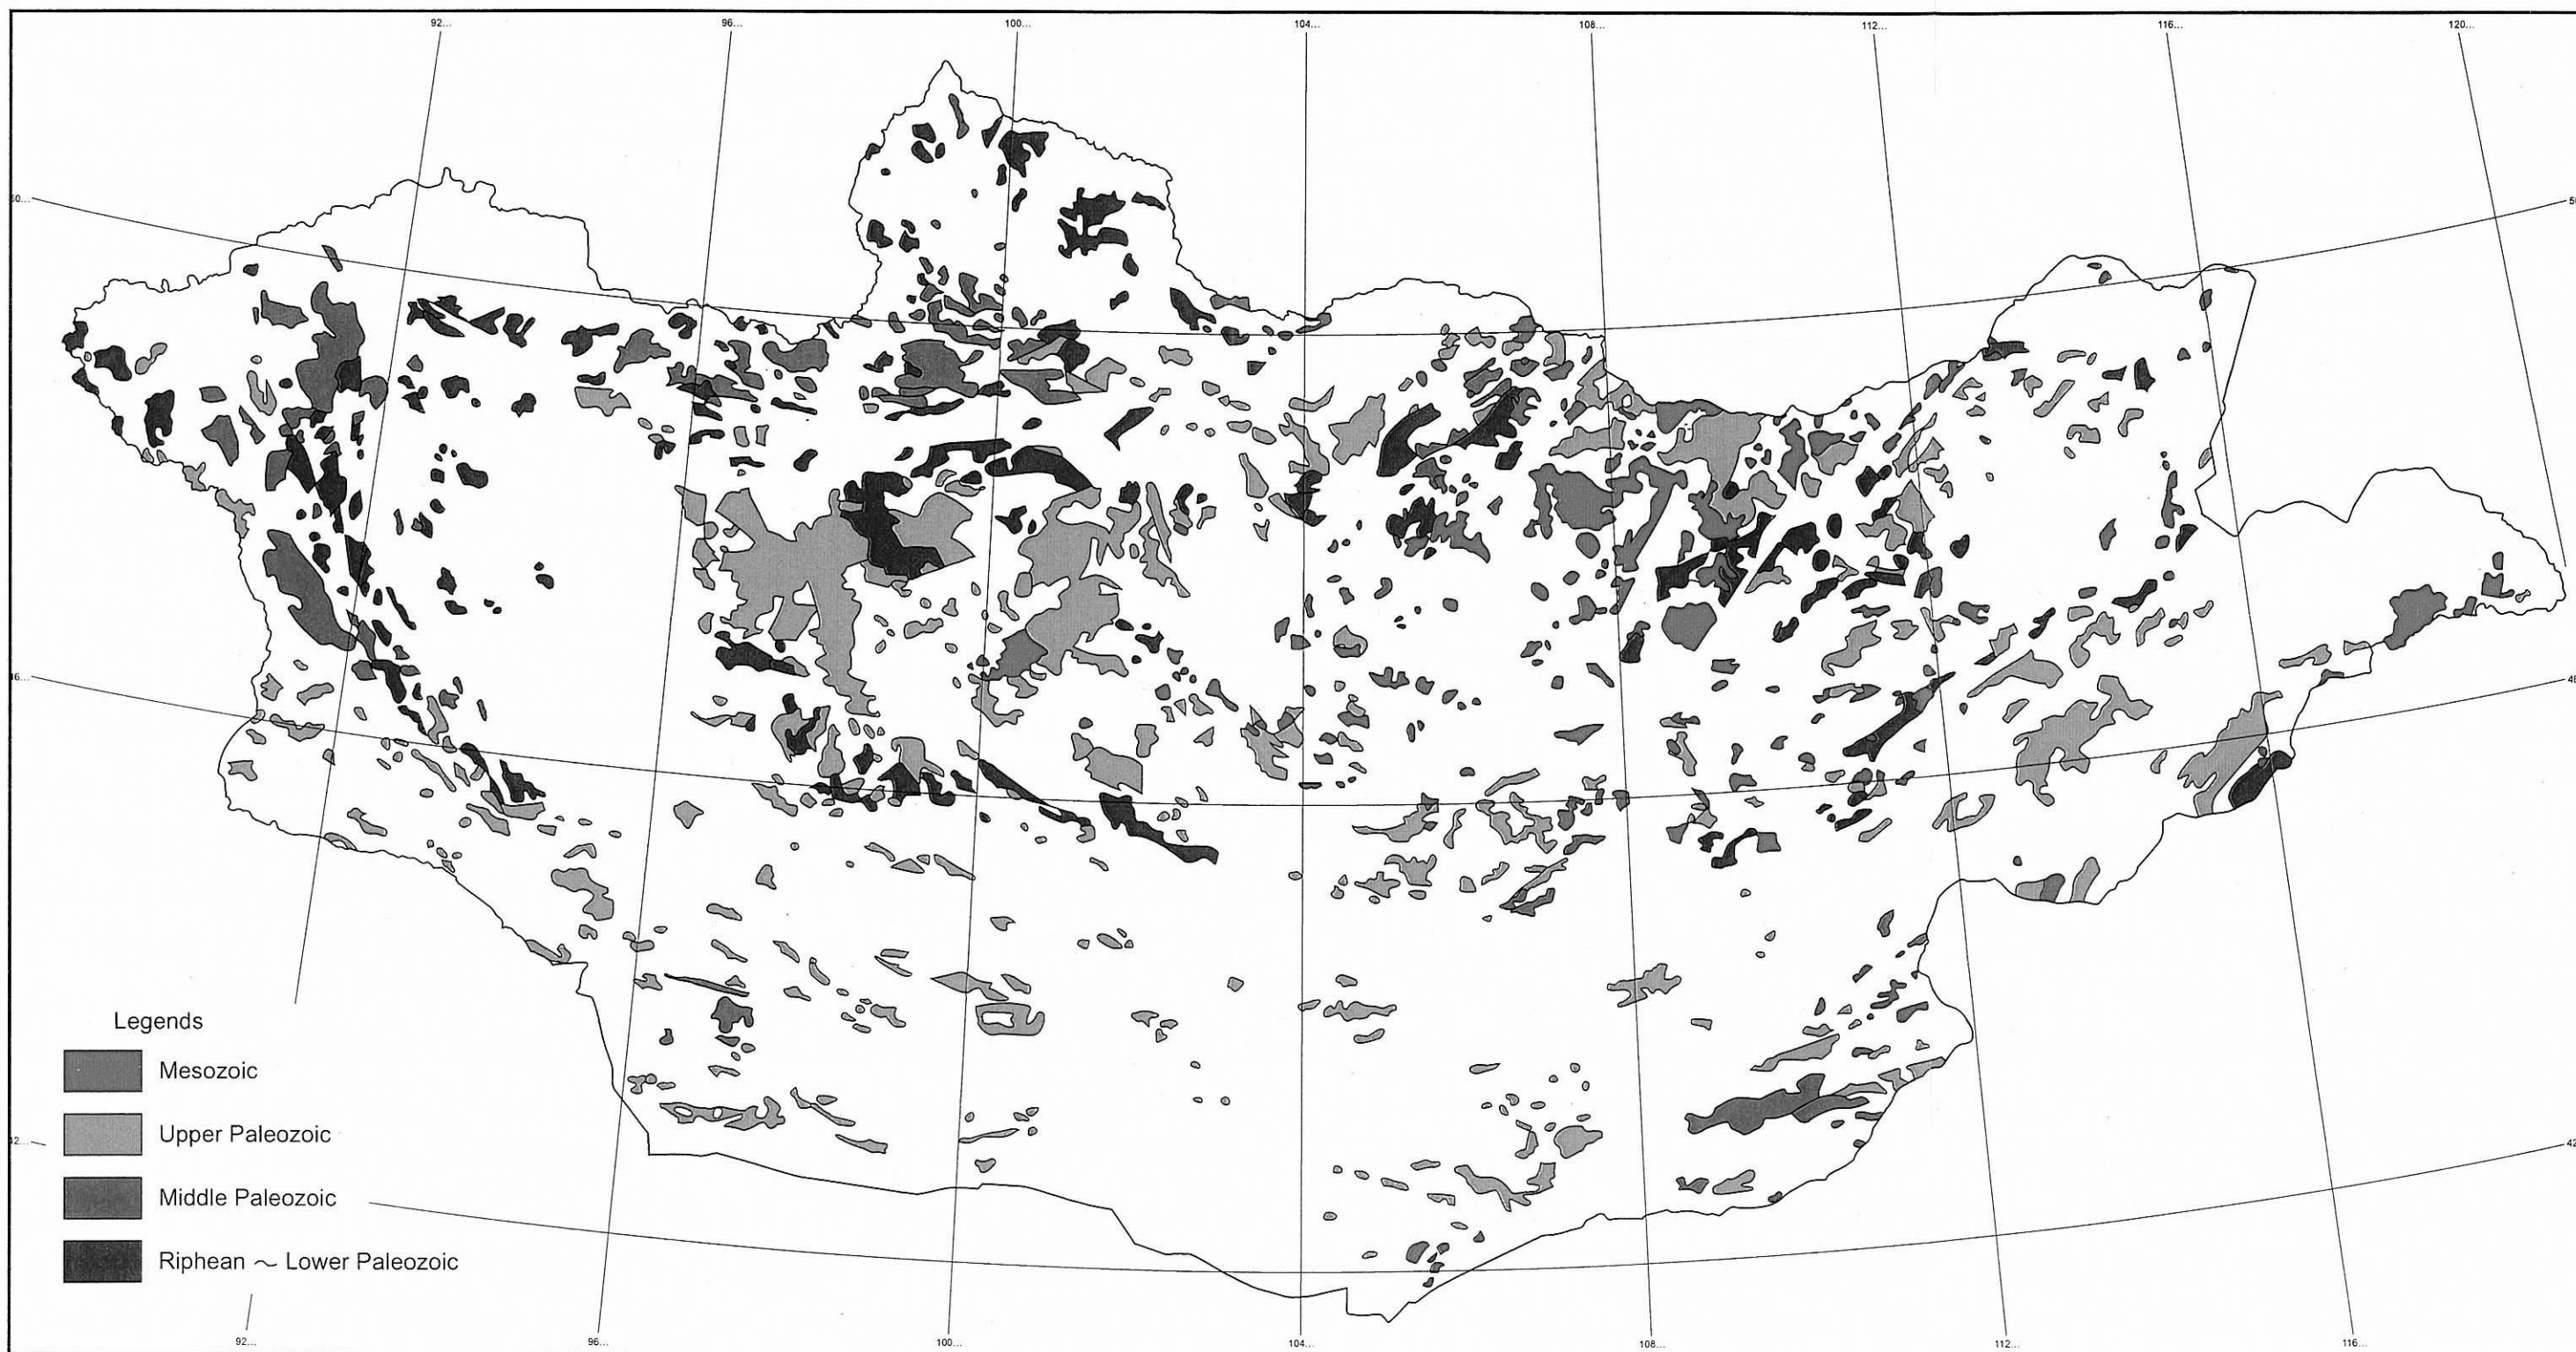 92... 96... 100... 104... 108... 112... 116... 120...
Legends
Mesozoic
Upper Paleozoic
Middle Paleozoic
Riphean ~ Lower Paleozoic
92... 96... 100... 104... 108... 112... 116...